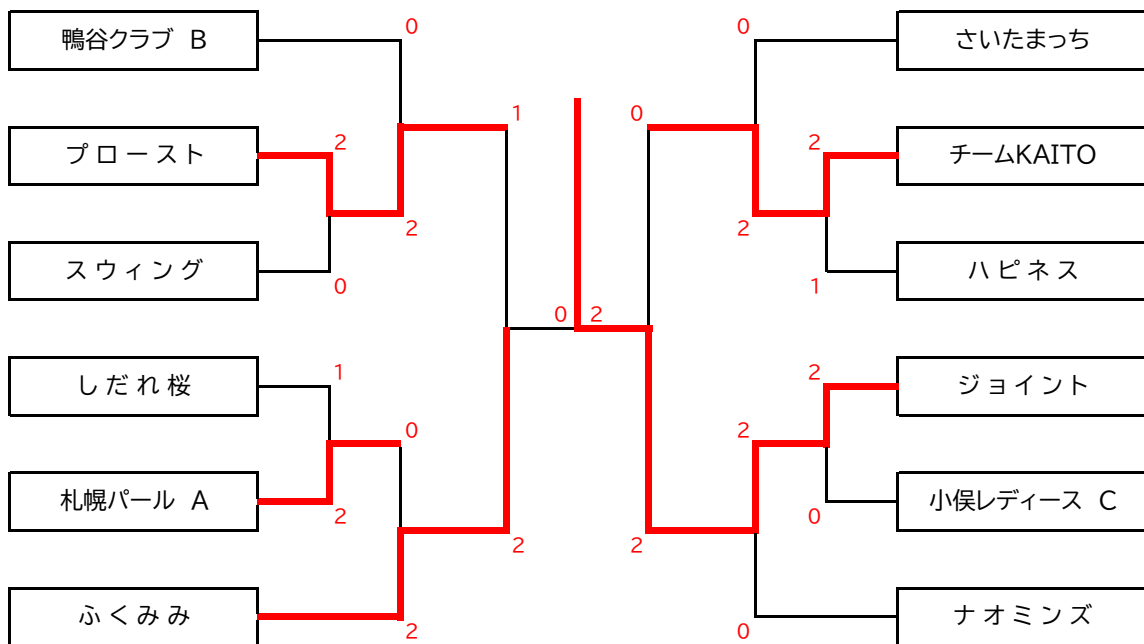 0
0
鴨谷クラブ B
さいたまっち
1
0
2
2
プロースト
チームKAITO
2
2
スウィング
ハピネス
0
1
0 2
1
2
しだれ桜
ジョイント
0
2
札幌パール A
小俣レディース C
2
0
2
2
ふくみみ
ナオミンズ
2
0